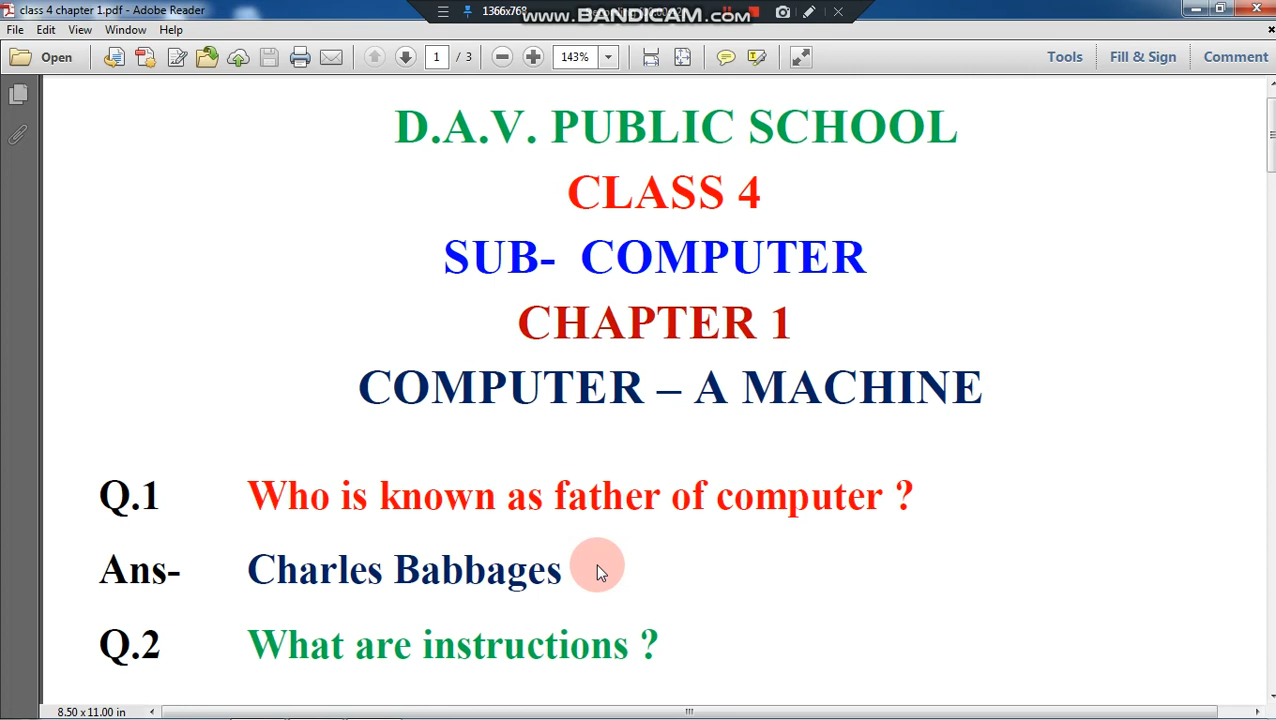 class 4 chapter 1.pdf - Adobe Reader
1366x768
www.BANDICAM.com
File Edit View Window Help
Open
1 / 3
143%
Tools
Fill & Sign
Comment
D.A.V. PUBLIC SCHOOL
CLASS 4
SUB- COMPUTER
CHAPTER 1
COMPUTER – A MACHINE
Q.1 Who is known as father of computer ?
Ans- Charles Babbages
Q.2 What are instructions ?
8.50 x 11.00 in